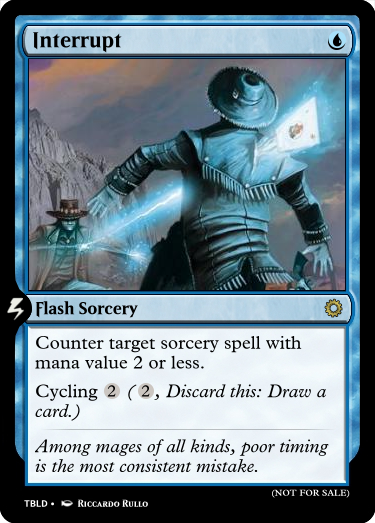 Interrupt
Flash Sorcery
Counter target sorcery spell with
mana value 2 or less.
Cycling 2 (2, Discard this: Draw a
card.)
Among mages of all kinds, poor timing
is the most consistent mistake.
(NOT FOR SALE)
TBLD • Riccardo Rullo